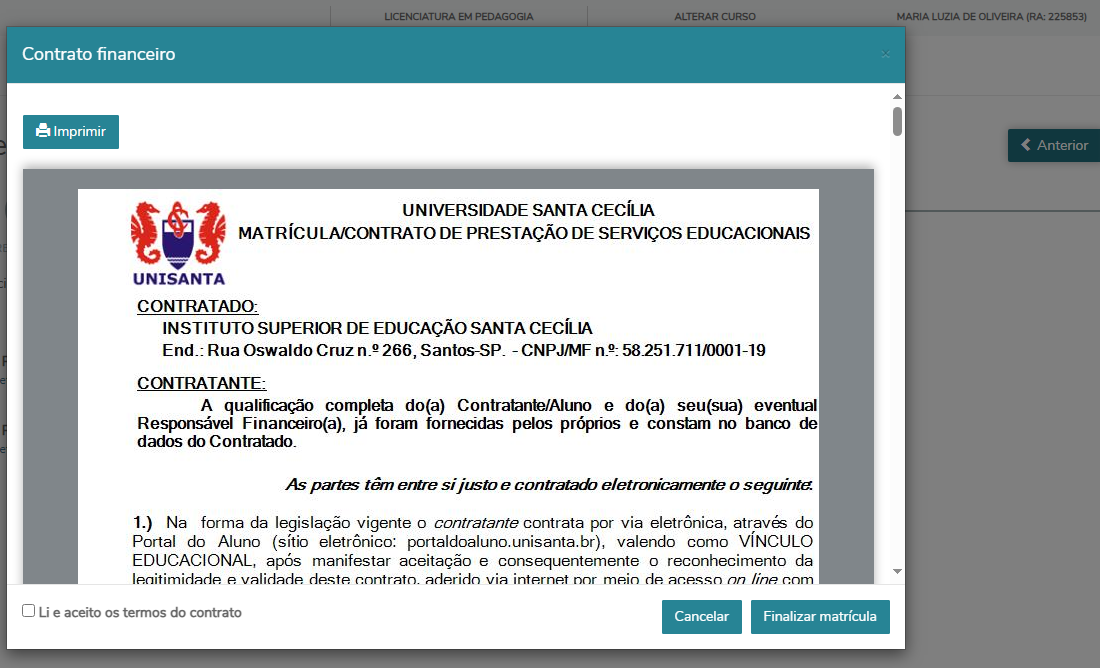 LICENCIATURA EM PEDAGOGIA
ALTERAR CURSO
MARIA LUZIA DE OLIVEIRA (RA: 225853)
Contrato financeiro
×
Imprimir
Anterior
UNIVERSIDADE SANTA CECÍLIA
MATRÍCULA/CONTRATO DE PRESTAÇÃO DE SERVIÇOS EDUCACIONAIS
UNISANTA
CONTRATADO:
INSTITUTO SUPERIOR DE EDUCAÇÃO SANTA CECÍLIA
End.: Rua Oswaldo Cruz n.º 266, Santos-SP. - CNPJ/MF n.º: 58.251.711/0001-19
CONTRATANTE:
A qualificação completa do(a) Contratante/Aluno e do(a) seu(sua) eventual
Responsável Financeiro(a), já foram fornecidas pelos próprios e constam no banco de
dados do Contratado.
As partes têm entre si justo e contratado eletronicamente o seguinte:
1.) Na forma da legislação vigente o contratante contrata por via eletrônica, através do
Portal do Aluno (sítio eletrônico: portaldoaluno.unisanta.br), valendo como VÍNCULO
EDUCACIONAL, após manifestar aceitação e consequentemente o reconhecimento da
legitimidade e validade deste contrato, aderido via internet por meio de acesso on line com
Li e aceito os termos do contrato
Cancelar
Finalizar matrícula